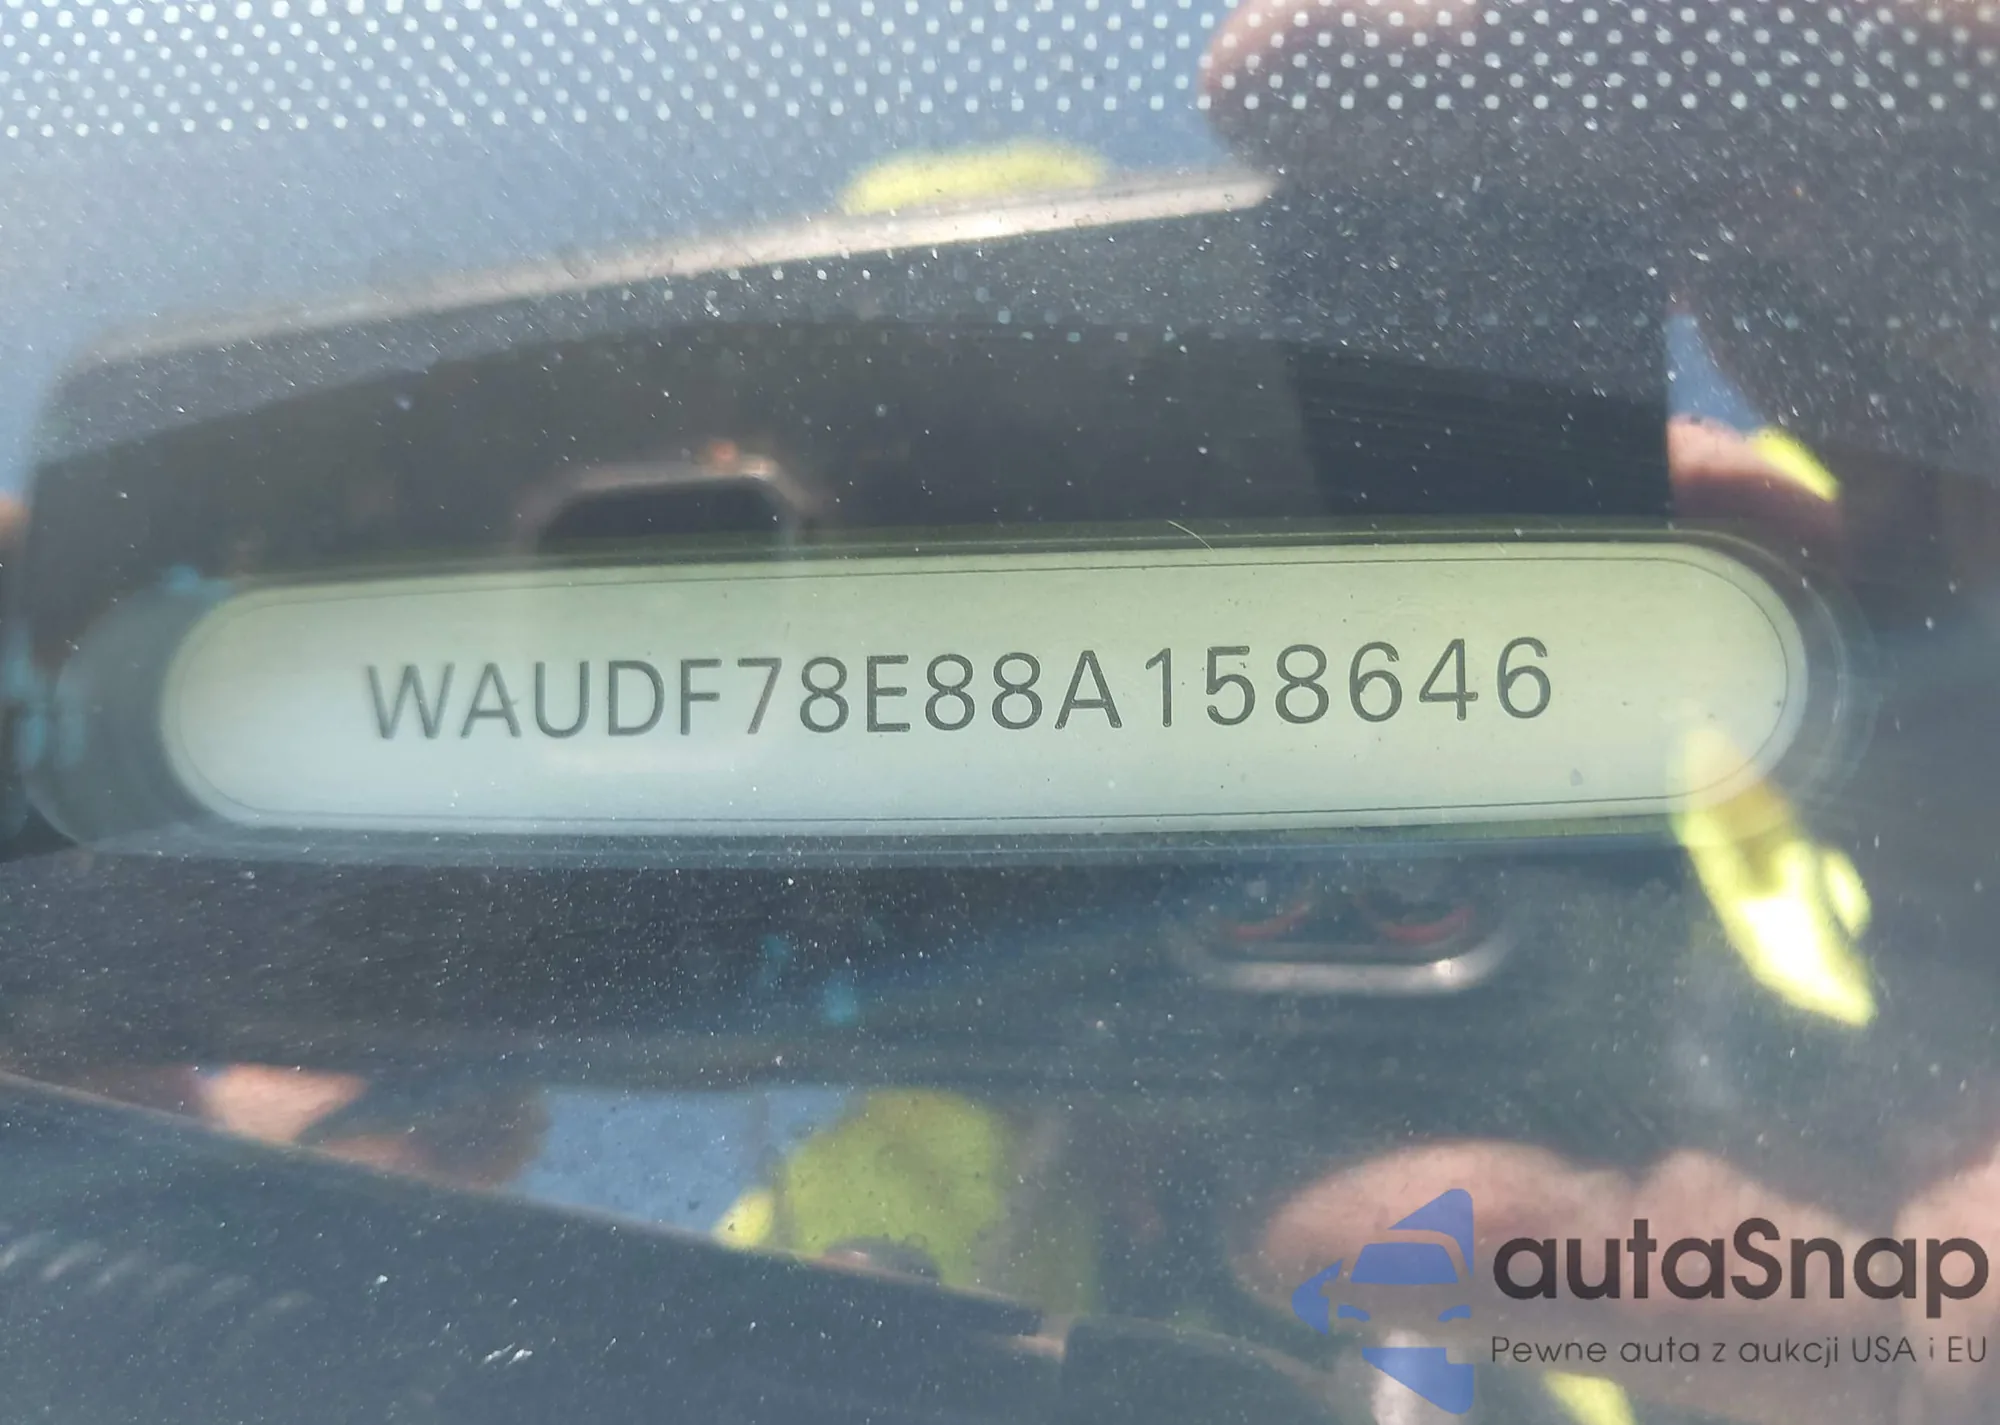 WAUDF78E88A158646
autaSnap
Pewne auta z aukcji USA i EU